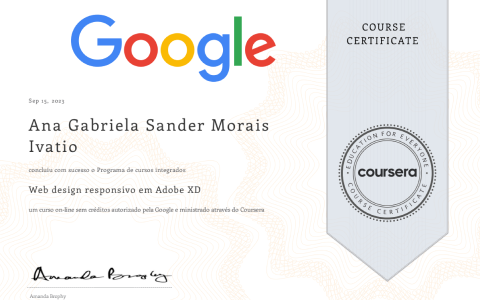 Google
COURSE
CERTIFICATE
Sep 15, 2023
Ana Gabriela Sander Morais
Ivatio
concluiu com sucesso o Programa de cursos integrados
Web design responsivo em Adobe XD
um curso on-line sem créditos autorizado pela Google e ministrado através do Coursera
EDUCATION FOR EVERYONE
coursera
COURSE CERTIFICATE
Amanda Brophy
Amanda Brophy